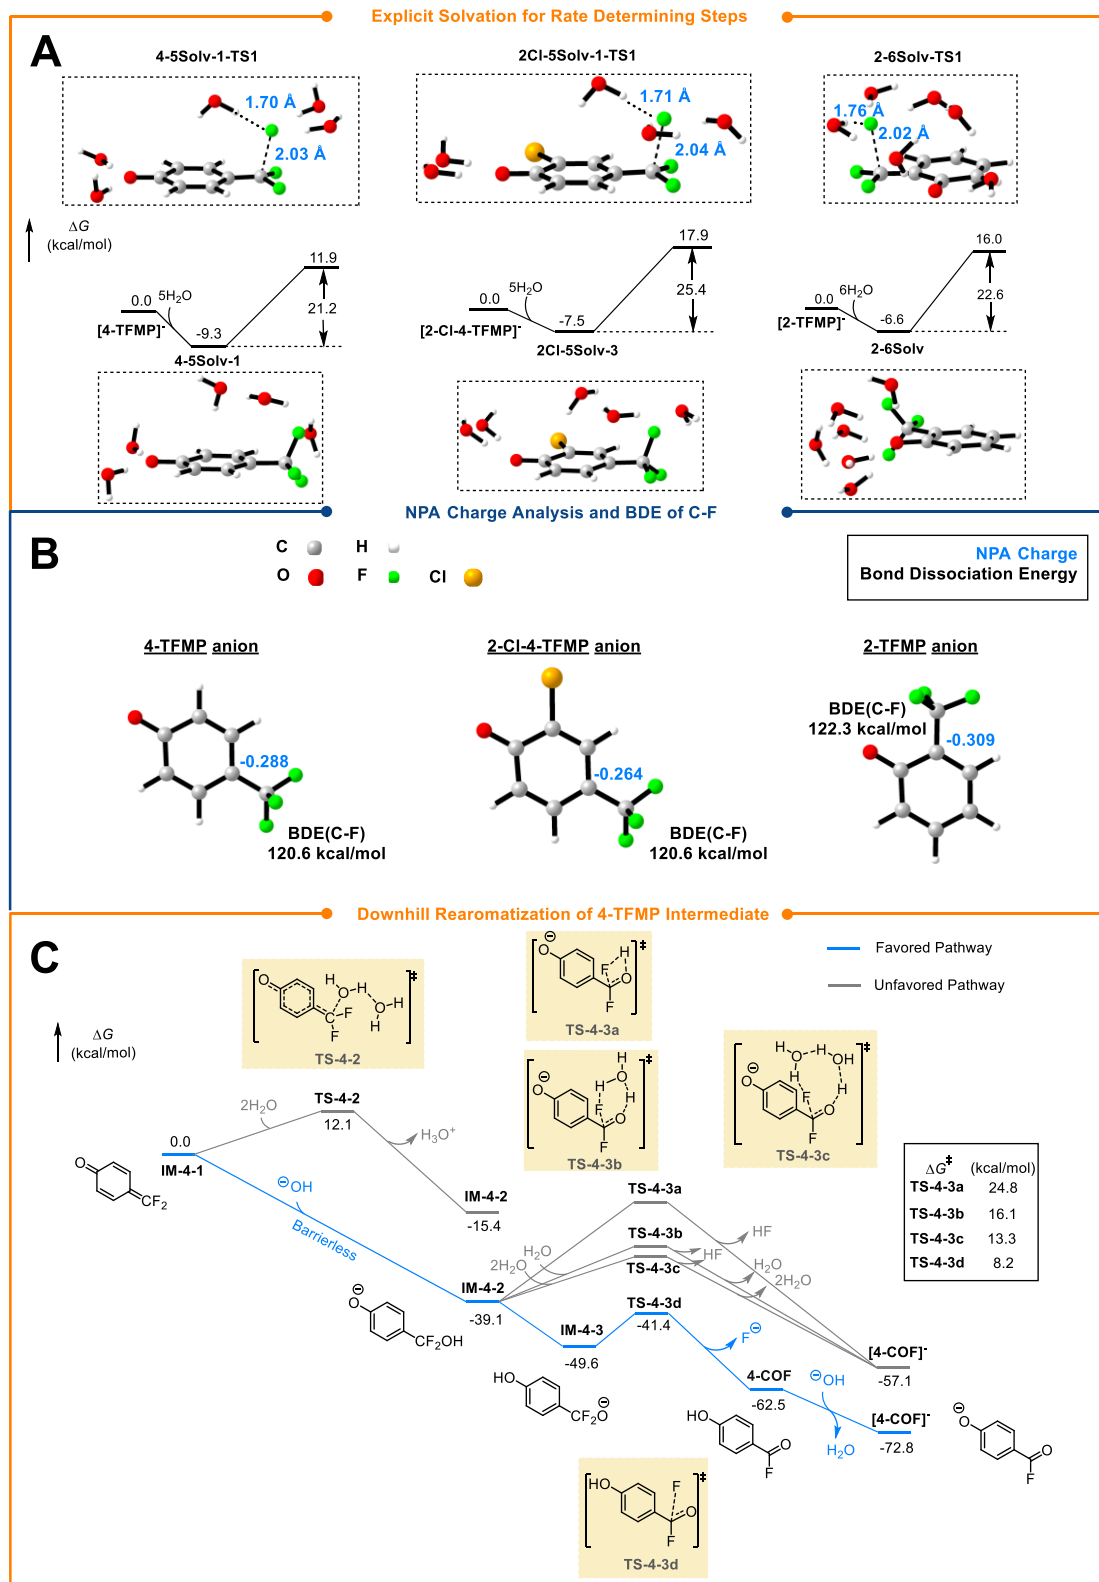 Explicit Solvation for Rate Determining Steps
A
4-5Solv-1-TS1
2Cl-5Solv-1-TS1
2-6Solv-TS1
1.70 Å
2.03 Å
1.71 Å
2.04 Å
1.76 Å
2.02 Å
ΔG
(kcal/mol)
0.0
5H2O
[4-TFMP]-
-9.3
11.9
21.2
4-5Solv-1
0.0
5H2O
[2-Cl-4-TFMP]-
-7.5
17.9
25.4
2Cl-5Solv-3
0.0
6H2O
[2-TFMP]-
-6.6
16.0
22.6
2-6Solv
NPA Charge Analysis and BDE of C-F
B
C
H
O
F
Cl
NPA Charge
Bond Dissociation Energy
4-TFMP anion
2-Cl-4-TFMP anion
2-TFMP anion
-0.288
BDE(C-F)
120.6 kcal/mol
-0.264
BDE(C-F)
120.6 kcal/mol
BDE(C-F)
122.3 kcal/mol
-0.309
Downhill Rearomatization of 4-TFMP Intermediate
C
Favored Pathway
Unfavored Pathway
ΔG
(kcal/mol)
O C F F O H H O H H ‡
TS-4-2
⊖ O F H O F ‡
TS-4-3a
⊖ O H O H F H O F ‡
TS-4-3b
⊖ O H O H OH H F H O F ‡
TS-4-3c
0.0
IM-4-1
O
CF2
2H2O
TS-4-2
12.1
H3O+
IM-4-2
-15.4
⊖OH
Barrierless
IM-4-2
-39.1
⊖
O
CF2OH
H2O
2H2O
TS-4-3a
TS-4-3b
TS-4-3c
HF
HF
H2O
2H2O
[4-COF]-
-57.1
IM-4-3
-49.6
HO
CF2O⊖
TS-4-3d
-41.4
F⊖
4-COF
-62.5
HO
O
F
⊖OH
H2O
[4-COF]-
-72.8
⊖
O
O
F
HO F O F ‡
TS-4-3d
ΔG‡ (kcal/mol)
TS-4-3a 24.8
TS-4-3b 16.1
TS-4-3c 13.3
TS-4-3d 8.2